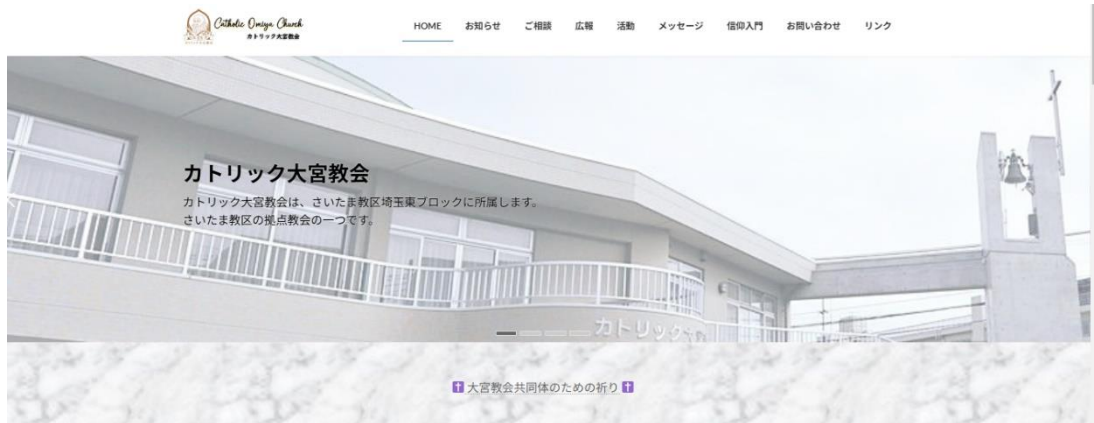 Catholic Omiya Church
カトリック大宮教会
HOME お知らせ ご相談 広報 活動 メッセージ 信仰入門 お問い合わせ リンク
カトリック大宮教会
カトリック大宮教会は、さいたま教区埼玉東ブロックに所属します。
さいたま教区の拠点教会の一つです。
カトリック
大宮教会共同体のための祈り